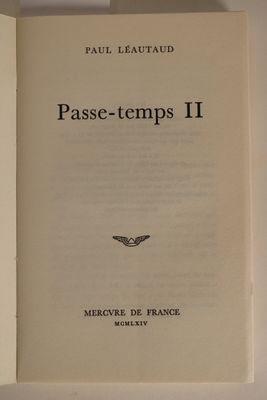 PAUL LÉAUTAUD
Passe-temps II
MERCVRE DE FRANCE
MCMLXIV